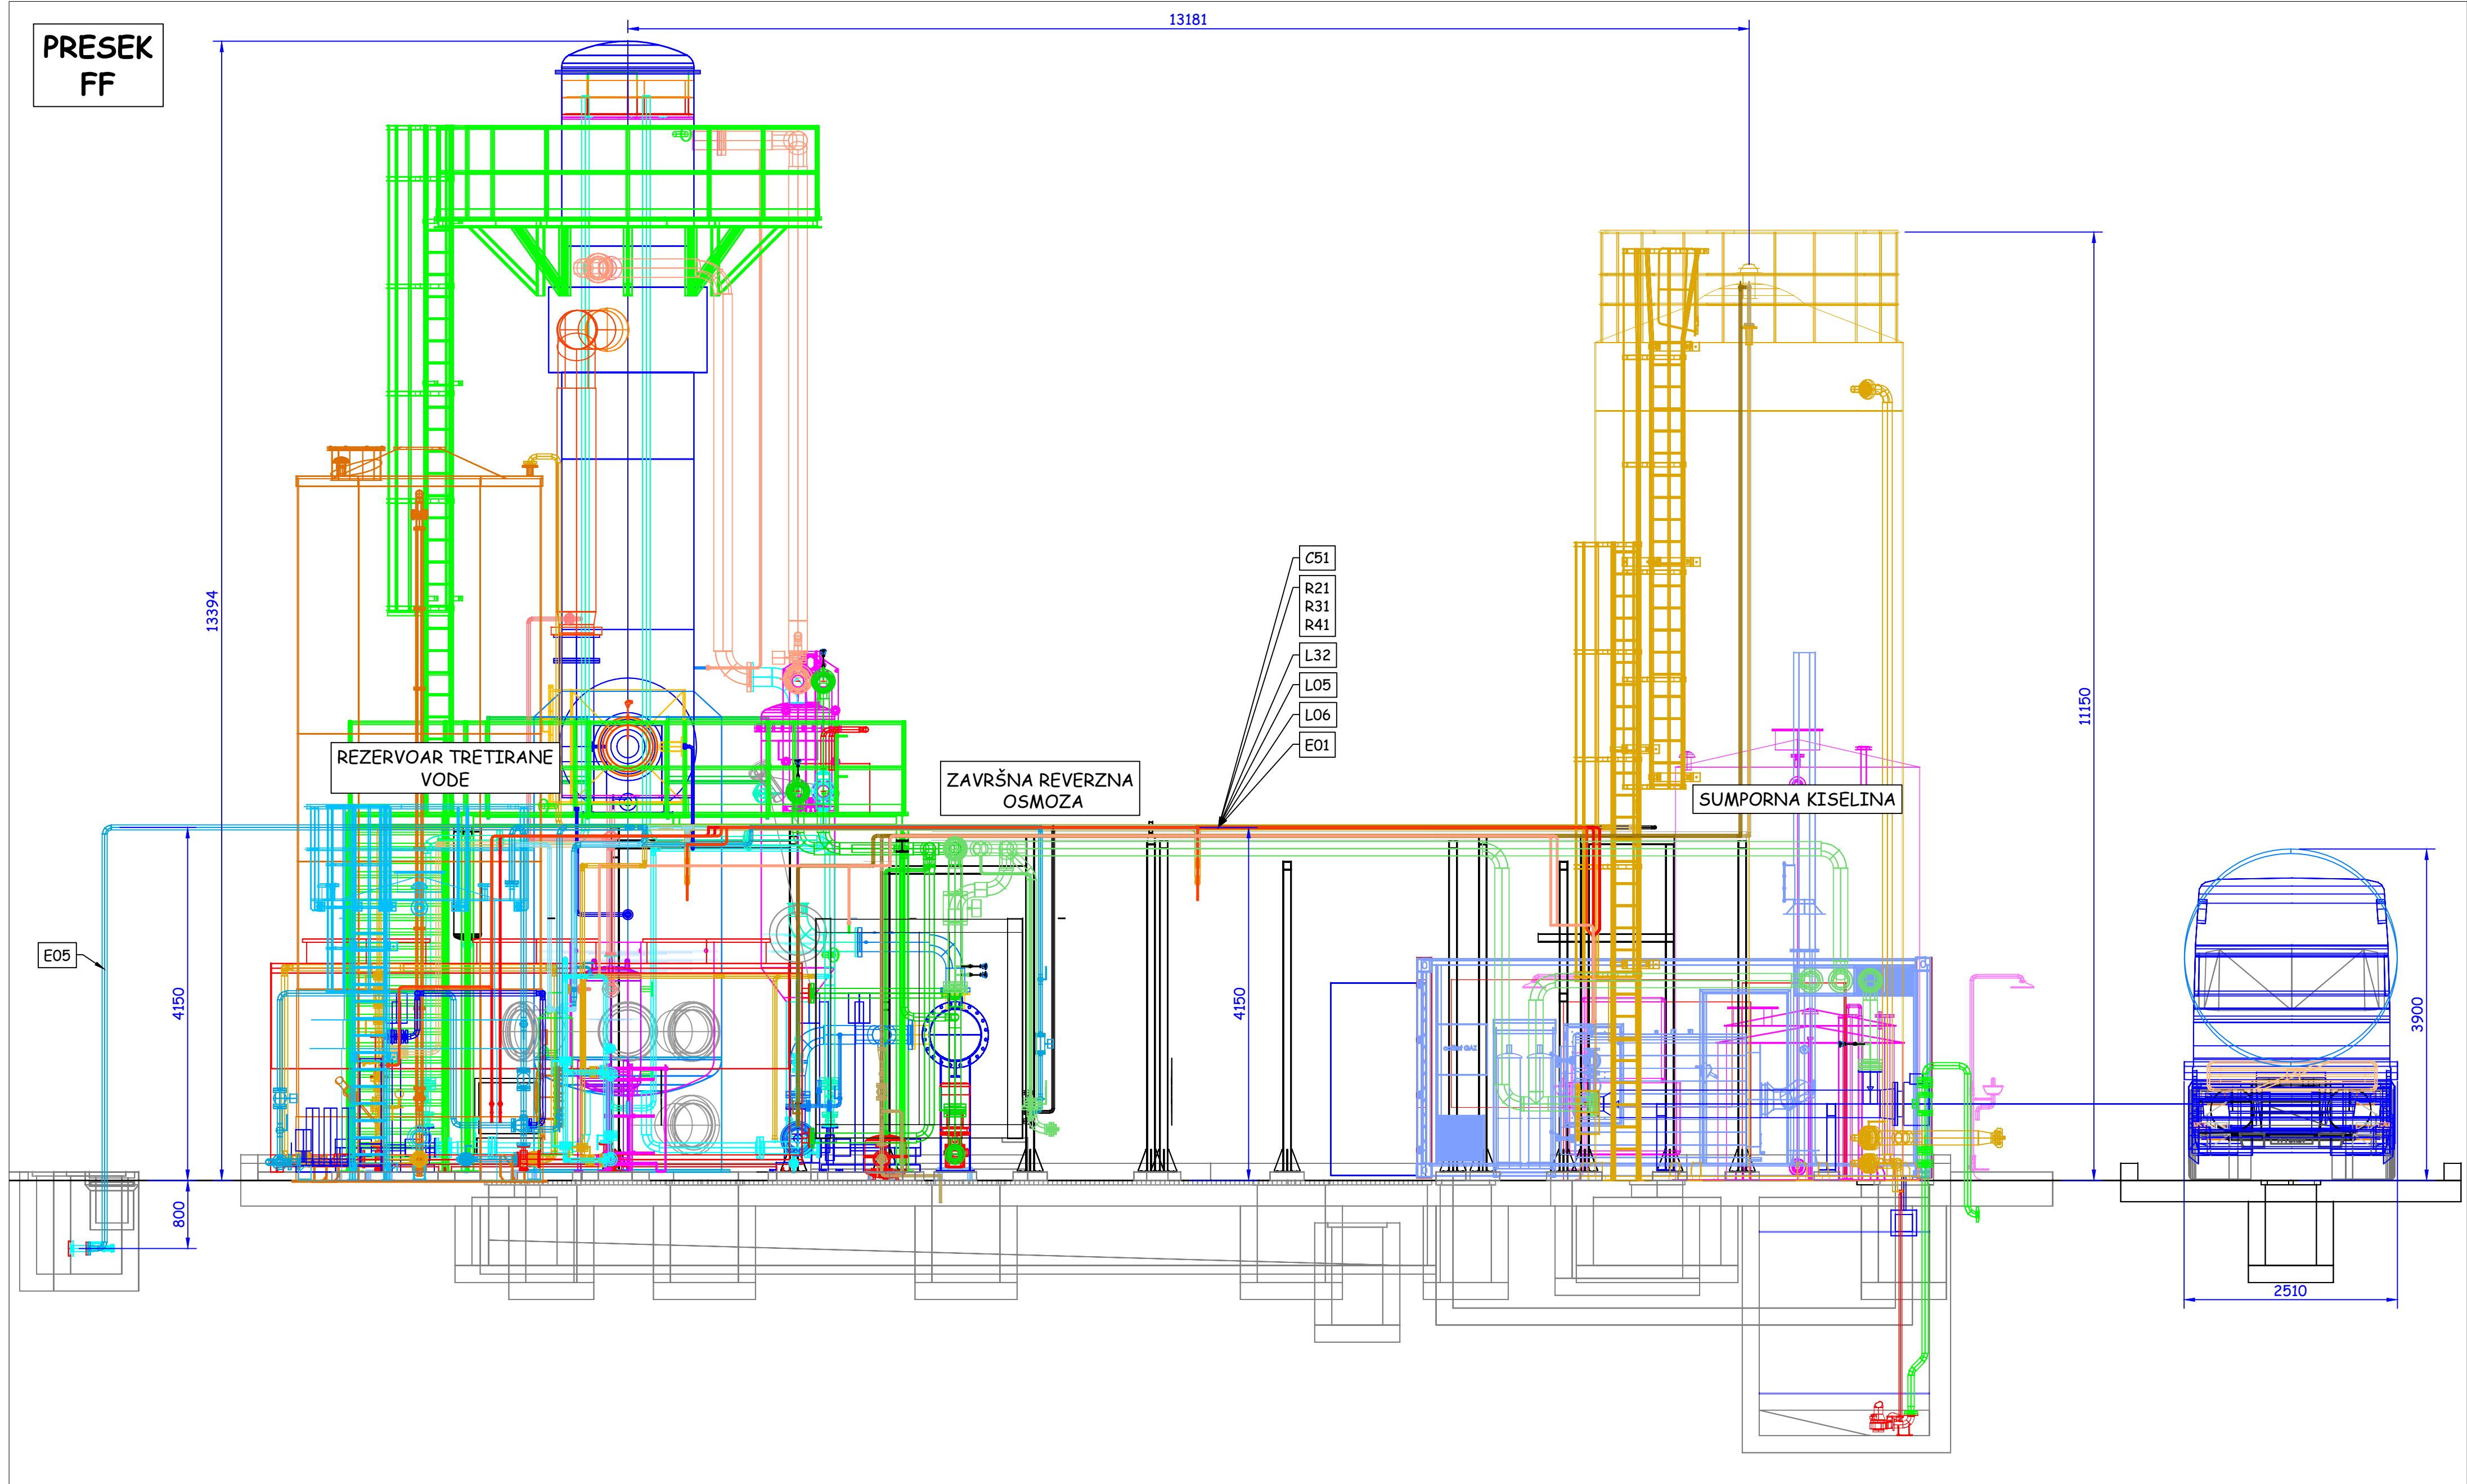 PRESEK
FF
13181
13394
11150
C51
R21
R31
R41
L32
L05
L06
E01
REZERVOAR TRETIRANE
VODE
ZAVRŠNA REVERZNA
OSMOZA
SUMPORNA KISELINA
E05
4150
4150
3900
800
2510